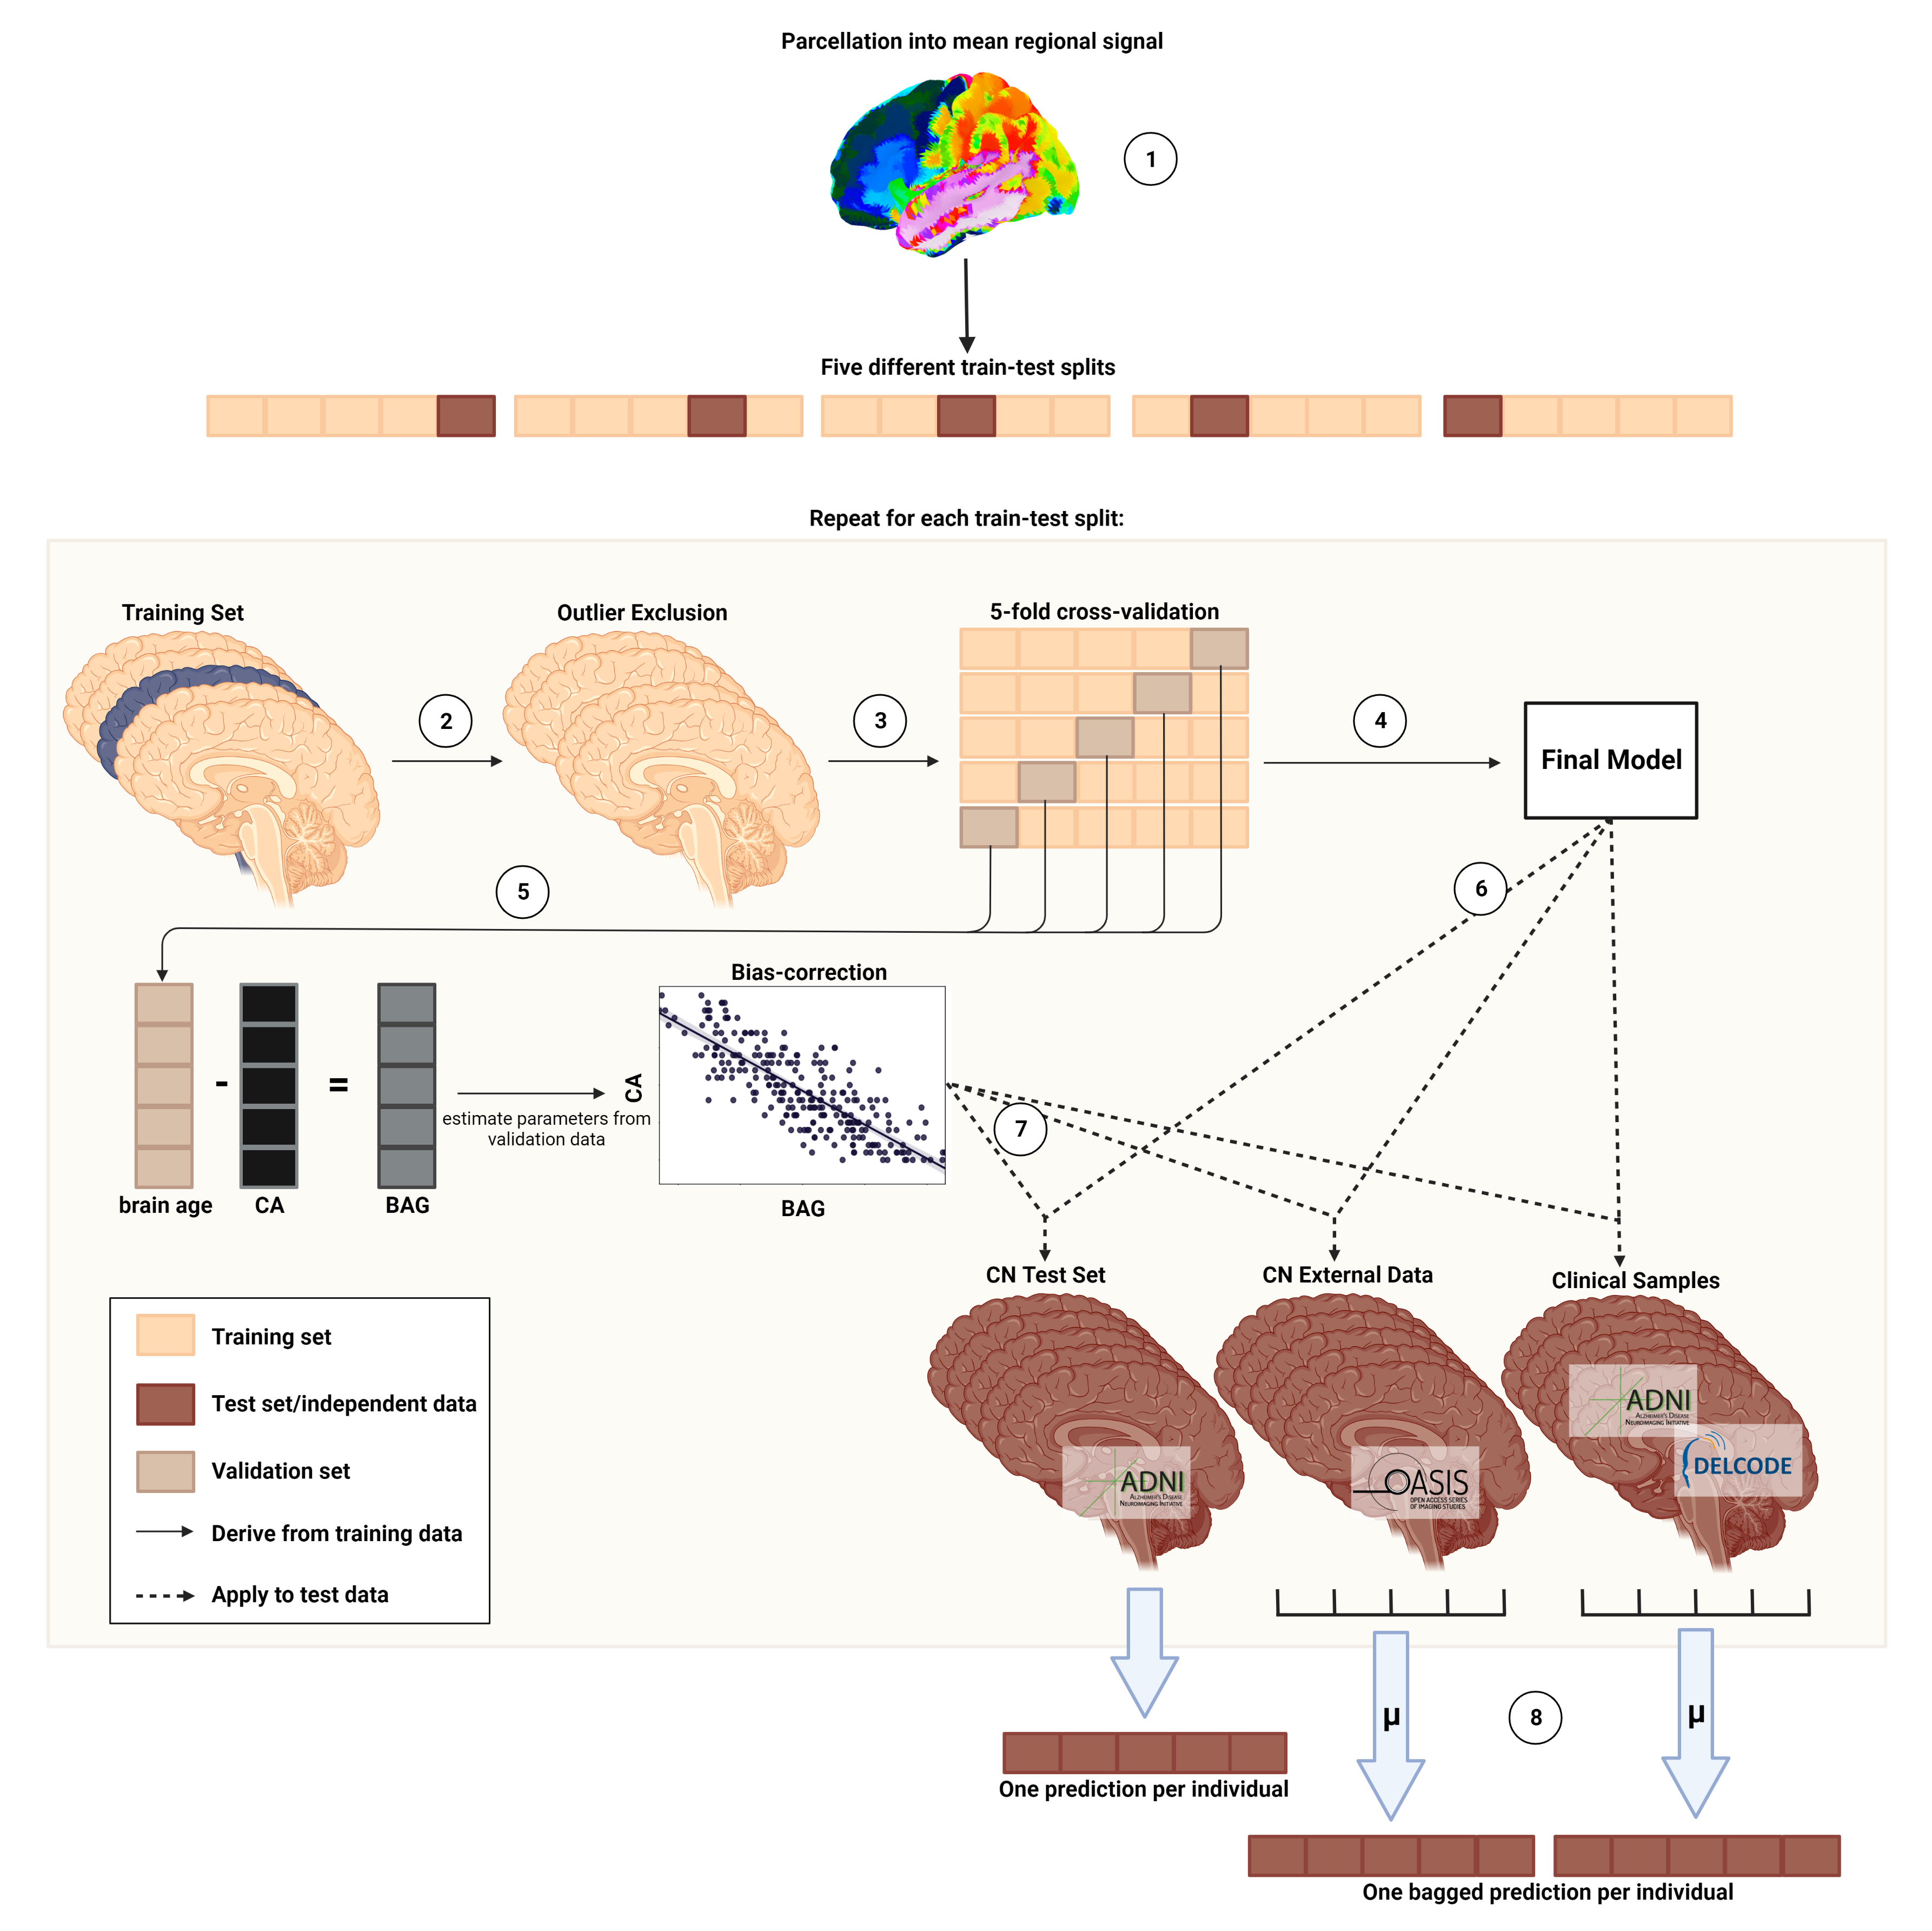 Parcellation into mean regional signal
1
Five different train-test splits
Repeat for each train-test split:
Training Set
Outlier Exclusion
5-fold cross-validation
2
3
4
Final Model
5
6
Bias-correction
-
=
CA
estimate parameters from
validation data
7
brain age
CA
BAG
BAG
CN Test Set
CN External Data
Clinical Samples
Training set
Test set/independent data
Validation set
Derive from training data
Apply to test data
ADNI
ALZHEIMER'S DISEASE
NEUROIMAGING INITIATIVE
OASIS
OPEN ACCESS SERIES
OF IMAGING STUDIES
ADNI
ALZHEIMER'S DISEASE
NEUROIMAGING INITIATIVE
DELCODE
μ
μ
8
One prediction per individual
One bagged prediction per individual